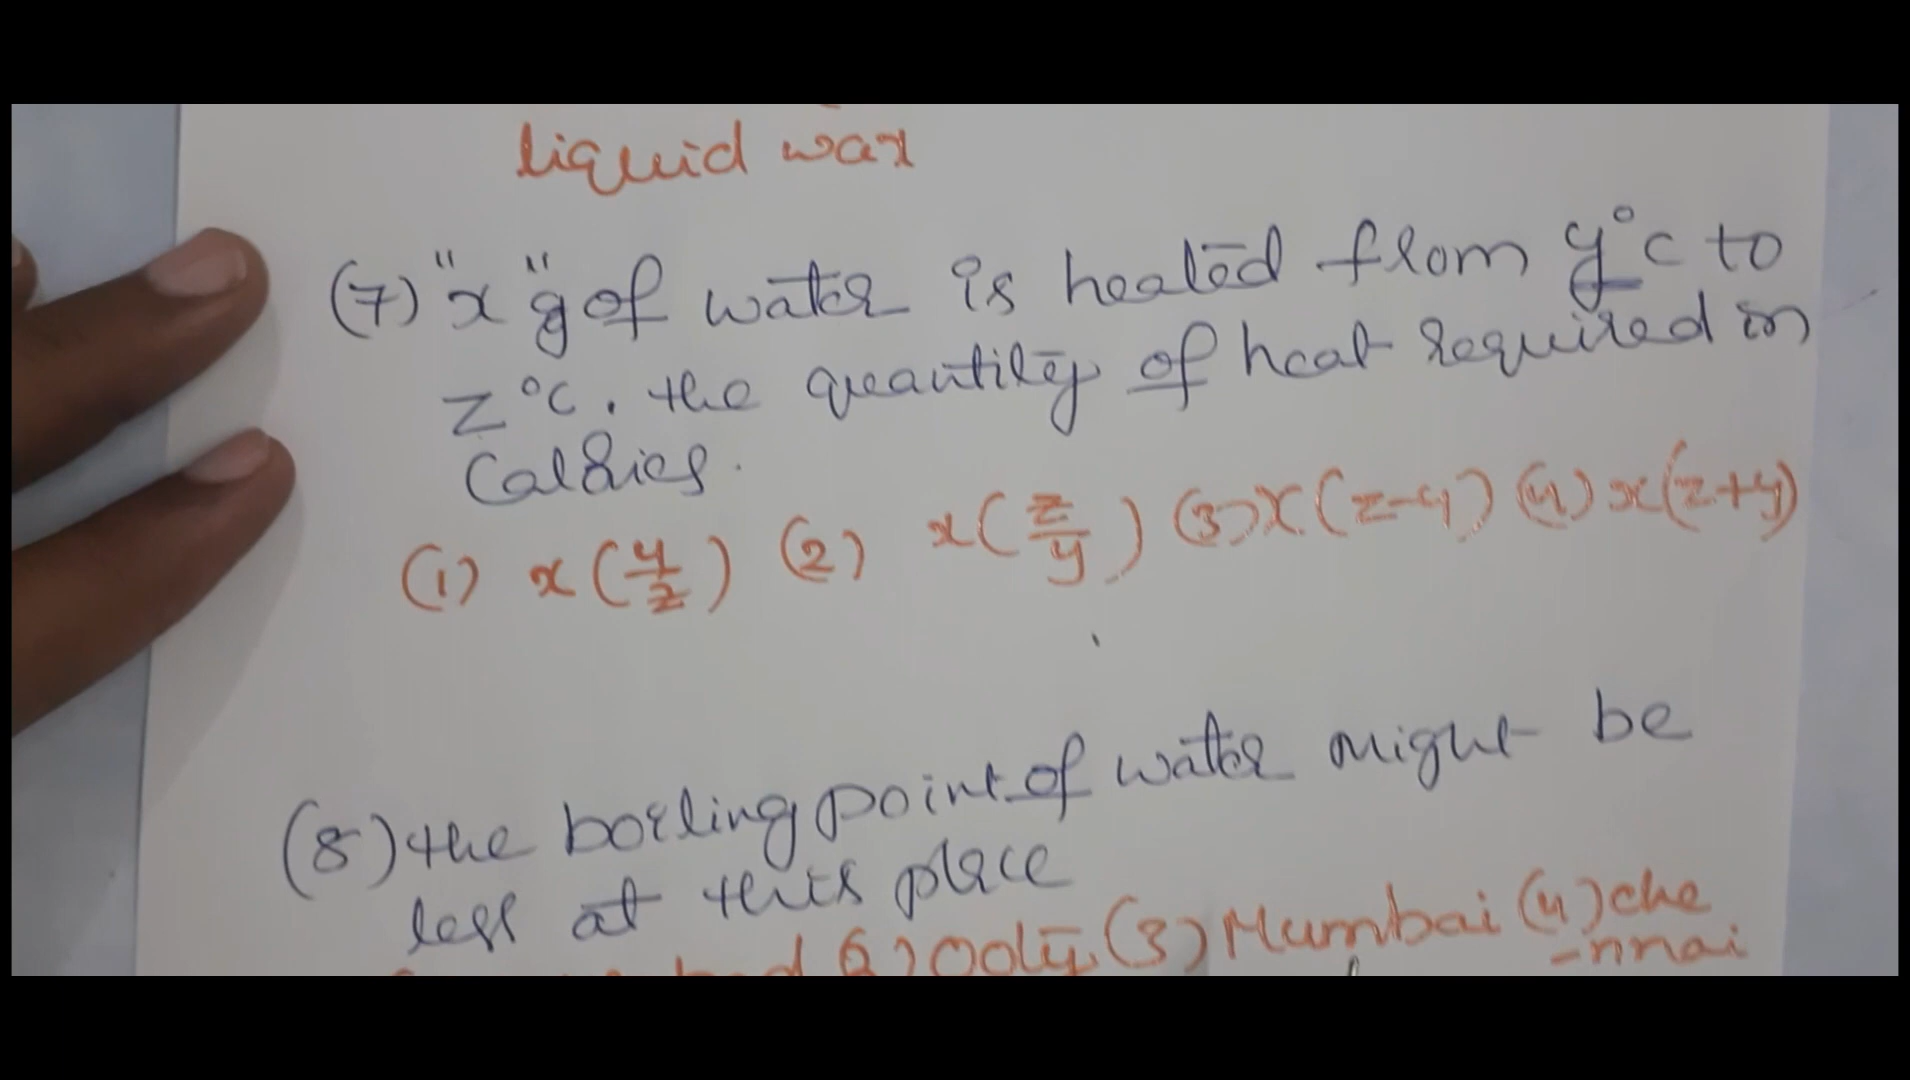 liquid wax
(7) "x" g of water is heated from y°c to
z°c. the quantity of heat required in
Calories.
(1) x(y/z) (2) x(z/y) (3) x(z-y) (4) x(z+y)
(8) the boiling point of water might be
less at this place
Ooty (3) Mumbai (4) che
-nnai